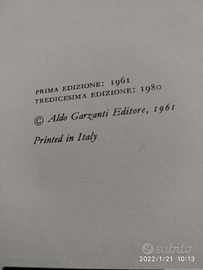 PRIMA EDIZIONE: 1961
TREDICESIMA EDIZIONE: 1980
© Aldo Garzanti Editore, 1961
Printed in Italy
subito
2022/1/21 10:13